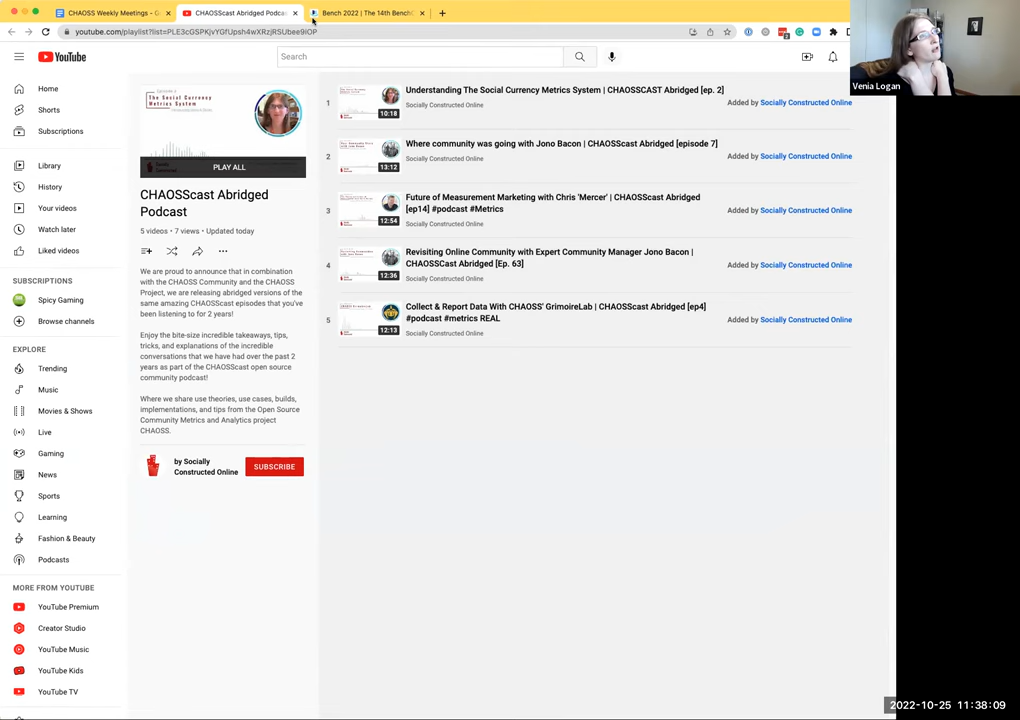 CHAOSS Weekly Meetings - G
CHAOSScast Abridged Podca
Bench 2022 | The 14th BenchC
youtube.com/playlist?list=PLE3cGSPKjvYGfUpsh4wXRzjRSUbee9iOP
YouTube
Search
Home
Shorts
Subscriptions
Library
History
Your videos
Watch later
Liked videos
SUBSCRIPTIONS
Spicy Gaming
Browse channels
EXPLORE
Trending
Music
Movies & Shows
Live
Gaming
News
Sports
Learning
Fashion & Beauty
Podcasts
MORE FROM YOUTUBE
YouTube Premium
Creator Studio
YouTube Music
YouTube Kids
YouTube TV
The Social Currency
Metrics System
PLAY ALL
CHAOSScast Abridged
Podcast
5 videos • 7 views • Updated today
We are proud to announce that in combination
with the CHAOSS Community and the CHAOSS
Project, we are releasing abridged versions of the
same amazing CHAOSScast episodes that you've
been listening to for 2 years!
Enjoy the bite-size incredible takeaways, tips,
tricks, and explanations of the incredible
conversations that we have had over the past 2
years as part of the CHAOSScast open source
community podcast!
Where we share use theories, use cases, builds,
implementations, and tips from the Open Source
Community Metrics and Analytics project
CHAOSS.
by Socially
Constructed Online
SUBSCRIBE
1
10:18
Understanding The Social Currency Metrics System | CHAOSSCAST Abridged [ep. 2]
Socially Constructed Online
Added by Socially Constructed Online
2
13:12
Where community was going with Jono Bacon | CHAOSScast Abridged [episode 7]
Socially Constructed Online
Added by Socially Constructed Online
3
12:54
Future of Measurement Marketing with Chris 'Mercer' | CHAOSScast Abridged
[ep14] #podcast #Metrics
Socially Constructed Online
Added by Socially Constructed Online
4
12:36
Revisiting Online Community with Expert Community Manager Jono Bacon |
CHAOSSCast Abridged [Ep. 63]
Socially Constructed Online
Added by Socially Constructed Online
5
12:13
Collect & Report Data With CHAOSS' GrimoireLab | CHAOSScast Abridged [ep4]
#podcast #metrics REAL
Socially Constructed Online
Added by Socially Constructed Online
Venia Logan
2022-10-25 11:38:09